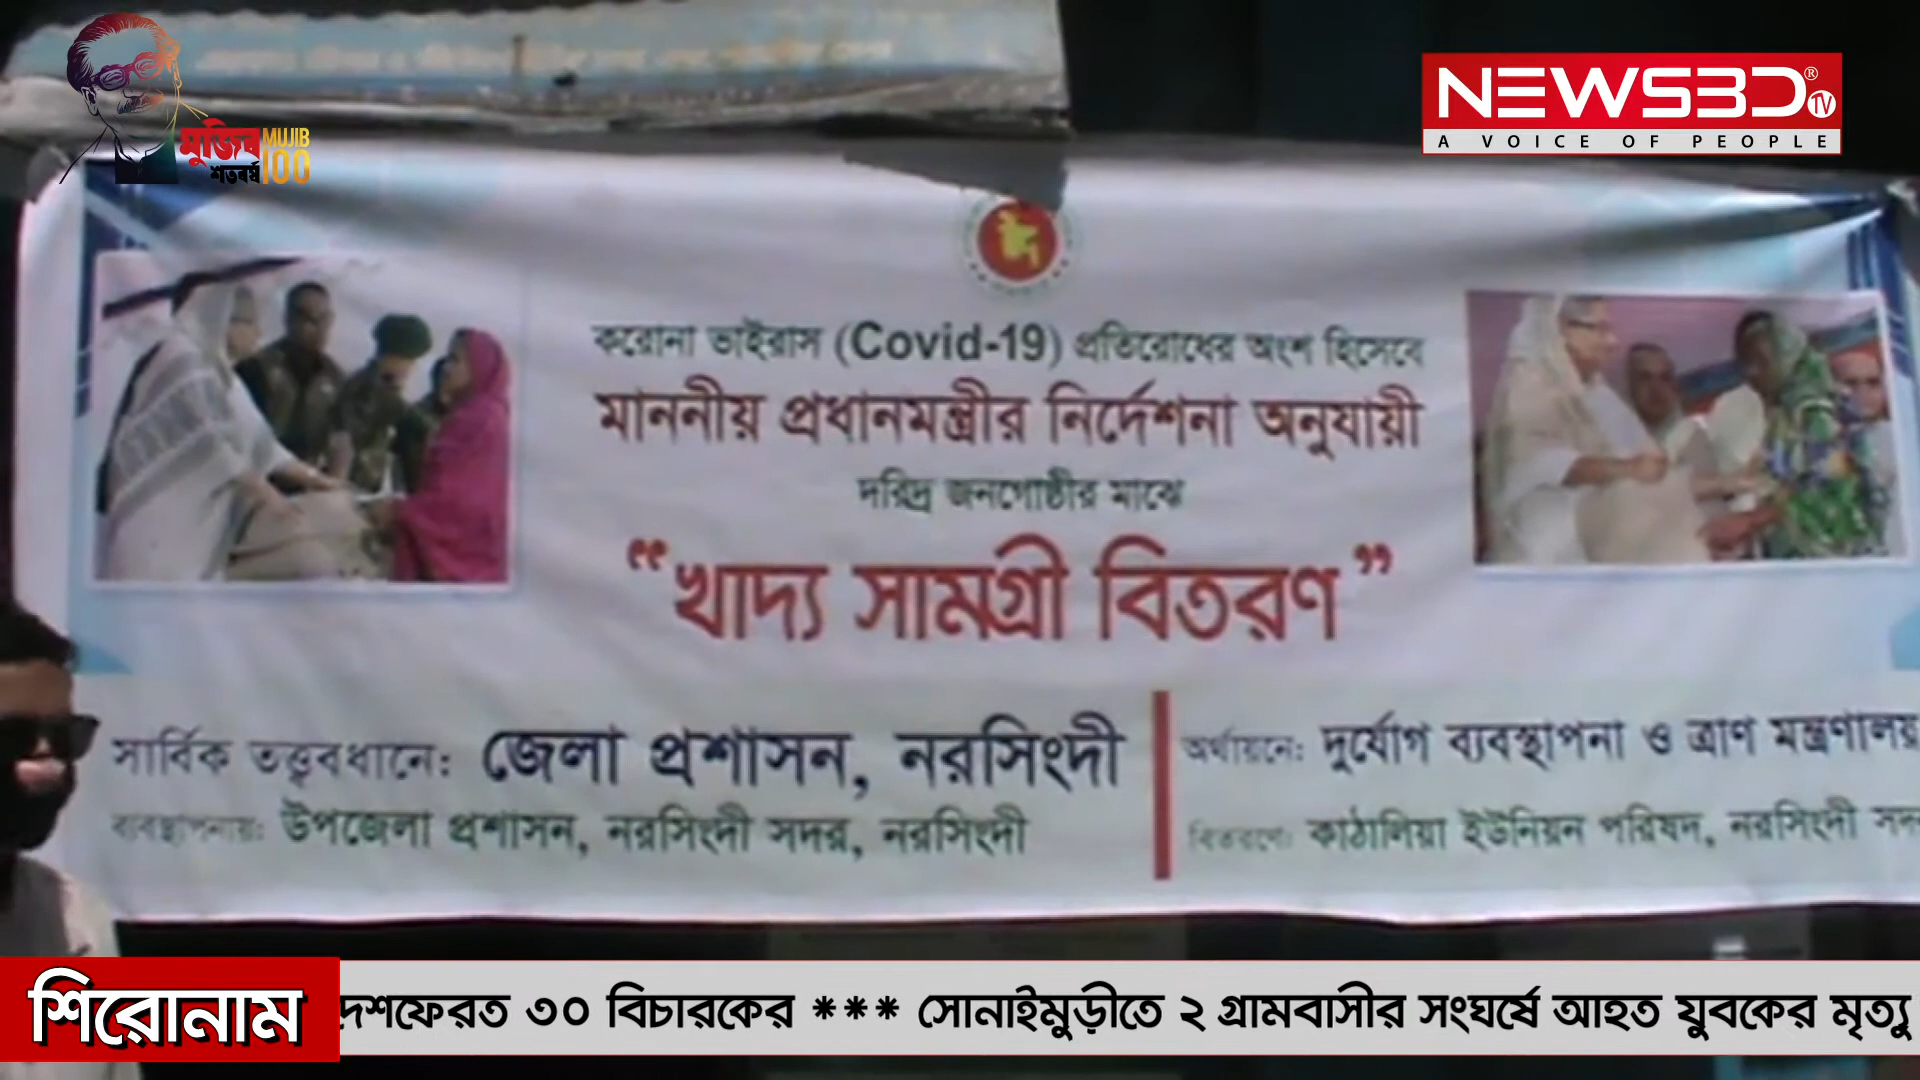 মুজিব MUJIB
শতবর্ষ 100
NEWS3D® TV
A VOICE OF PEOPLE
করোনা ভাইরাস (Covid-19) প্রতিরোধের অংশ হিসেবে
মাননীয় প্রধানমন্ত্রীর নির্দেশনা অনুযায়ী
দরিদ্র জনগোষ্ঠীর মাঝে
“খাদ্য সামগ্রী বিতরণ”
সার্বিক তত্ত্ববধানে: জেলা প্রশাসন, নরসিংদী
ব্যবস্থাপনায়: উপজেলা প্রশাসন, নরসিংদী সদর, নরসিংদী
অর্থায়নে: দুর্যোগ ব্যবস্থাপনা ও ত্রাণ মন্ত্রণালয়
বিতরণে: কাঠালিয়া ইউনিয়ন পরিষদ, নরসিংদী সদর
শিরোনাম
দেশফেরত ৩০ বিচারকের *** সোনাইমুড়ীতে ২ গ্রামবাসীর সংঘর্ষে আহত যুবকের মৃত্যু